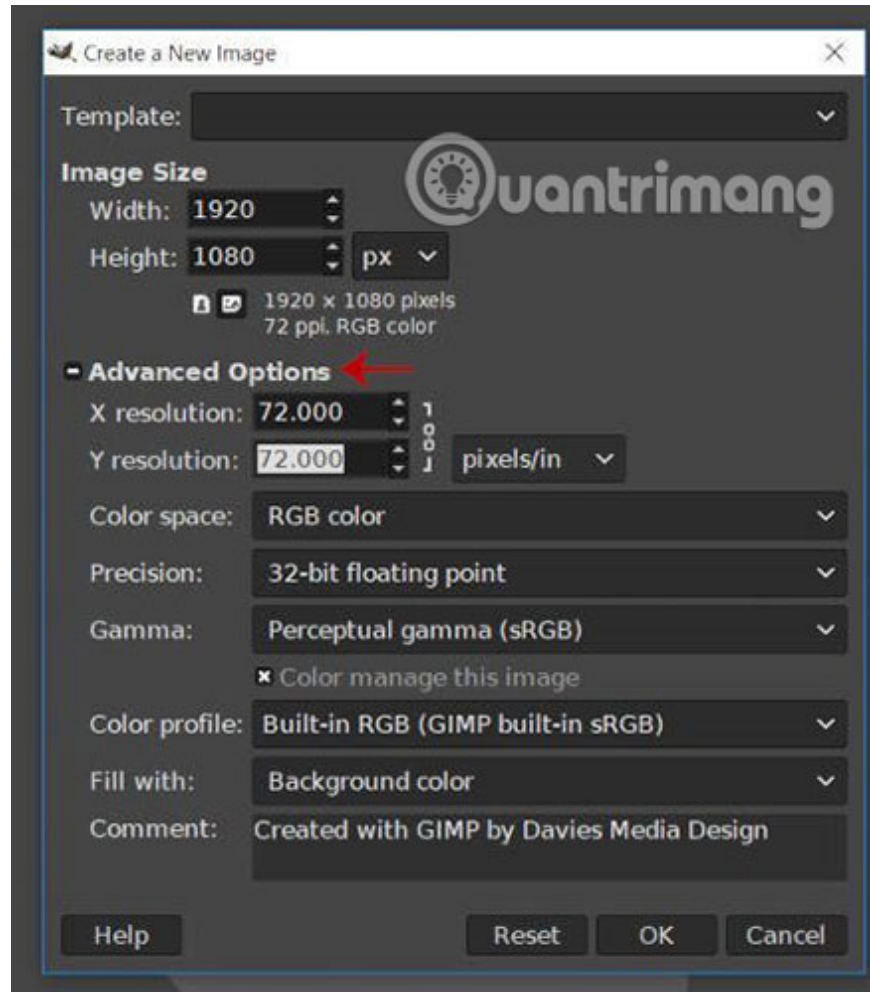 Create a New Image
Template:
Quantrimang
Image Size
Width: 1920
Height: 1080 px
1920 × 1080 pixels
72 ppi, RGB color
Advanced Options
X resolution: 72.000
Y resolution: 72.000 pixels/in
Color space: RGB color
Precision: 32-bit floating point
Gamma: Perceptual gamma (sRGB)
Color manage this image
Color profile: Built-in RGB (GIMP built-in sRGB)
Fill with: Background color
Comment: Created with GIMP by Davies Media Design
Help Reset OK Cancel